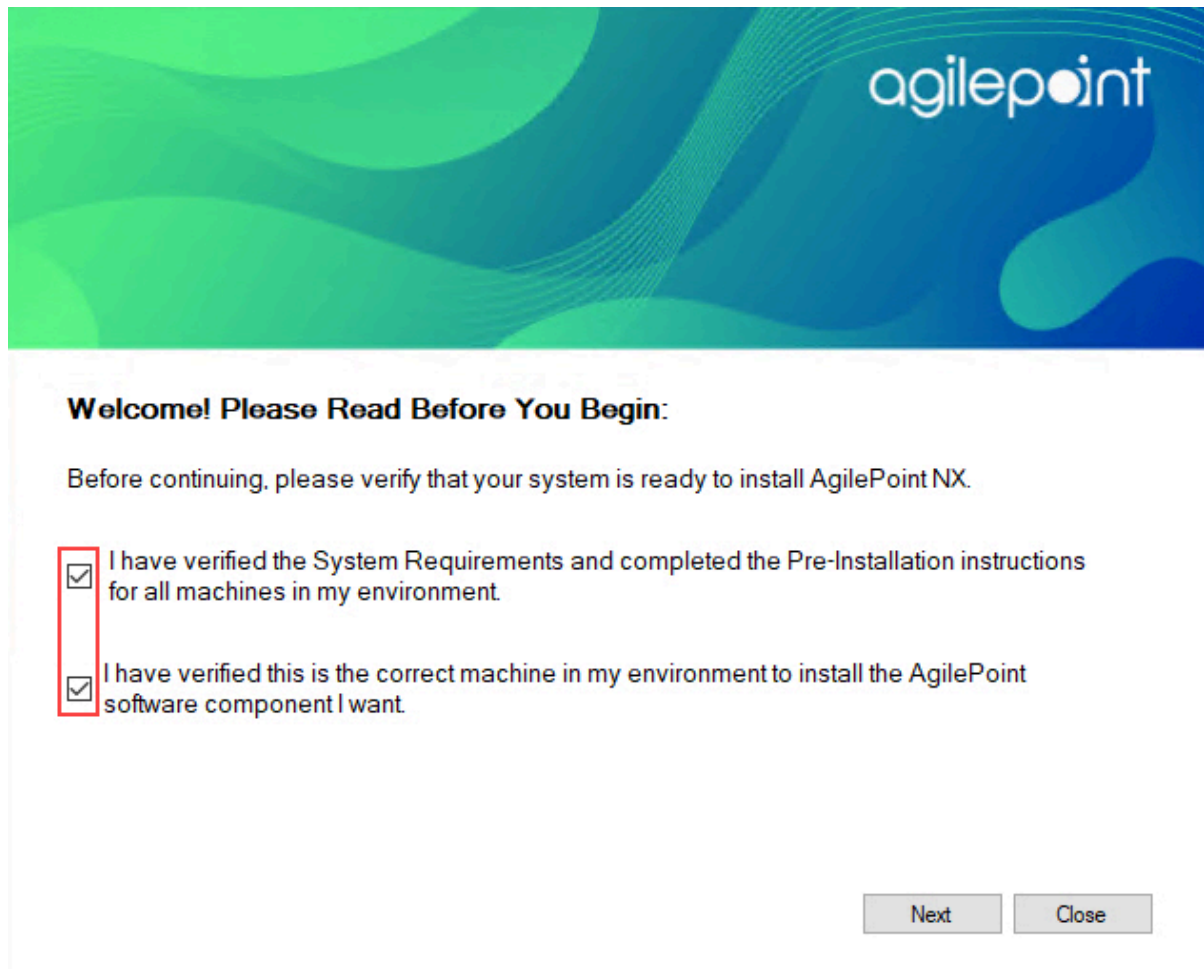 agilepoint
Welcome! Please Read Before You Begin:
Before continuing, please verify that your system is ready to install AgilePoint NX.
I have verified the System Requirements and completed the Pre-Installation instructions
for all machines in my environment.
I have verified this is the correct machine in my environment to install the AgilePoint
software component I want.
Next Close